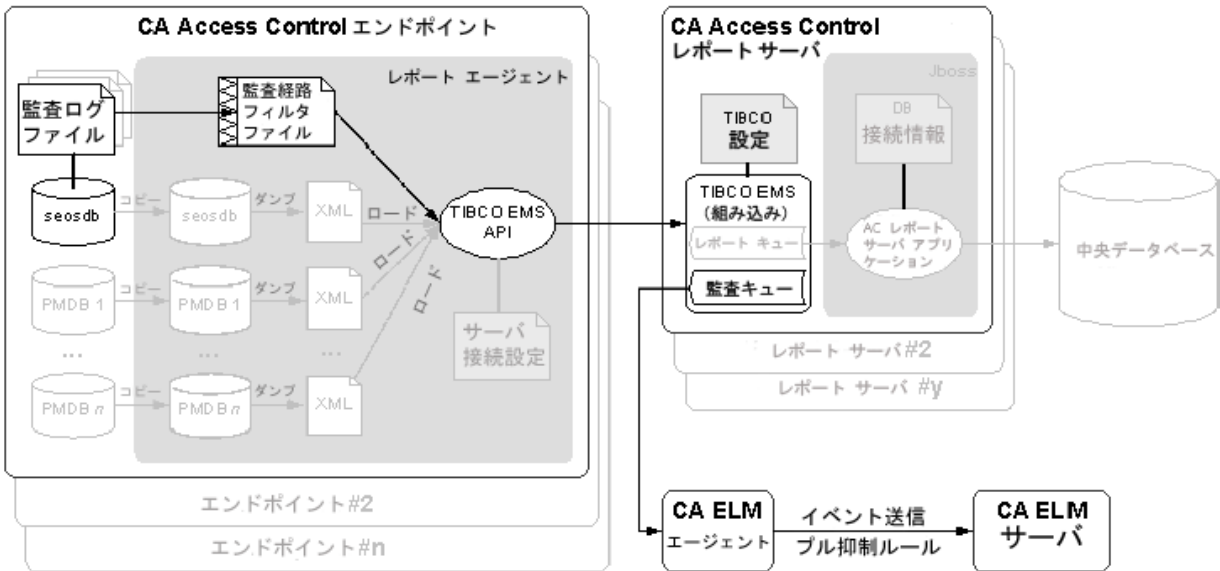 CA Access Control エンドポイント
レポート エージェント
監査ログ
ファイル
監査経路
フィルタ
ファイル
seosdb
コピー
seosdb
ダンプ
XML
ロード
ロード
ロード
TIBCO EMS
API
PMDB 1
PMDB 1
ダンプ
XML
サーバ
接続設定
...
...
...
PMDB n
コピー
PMDB n
ダンプ
XML
エンドポイント#2
エンドポイント#n
CA Access Control
レポート サーバ
Jboss
TIBCO
設定
DB
接続情報
TIBCO EMS
(組み込み)
レポート キュー
監査キュー
AC レポート
サーバ アプリ
ケーション
中央データベース
レポート サーバ#2
レポート サーバ #y
CA ELM
エージェント
イベント送信
プル抑制ルール
CA ELM
サーバ